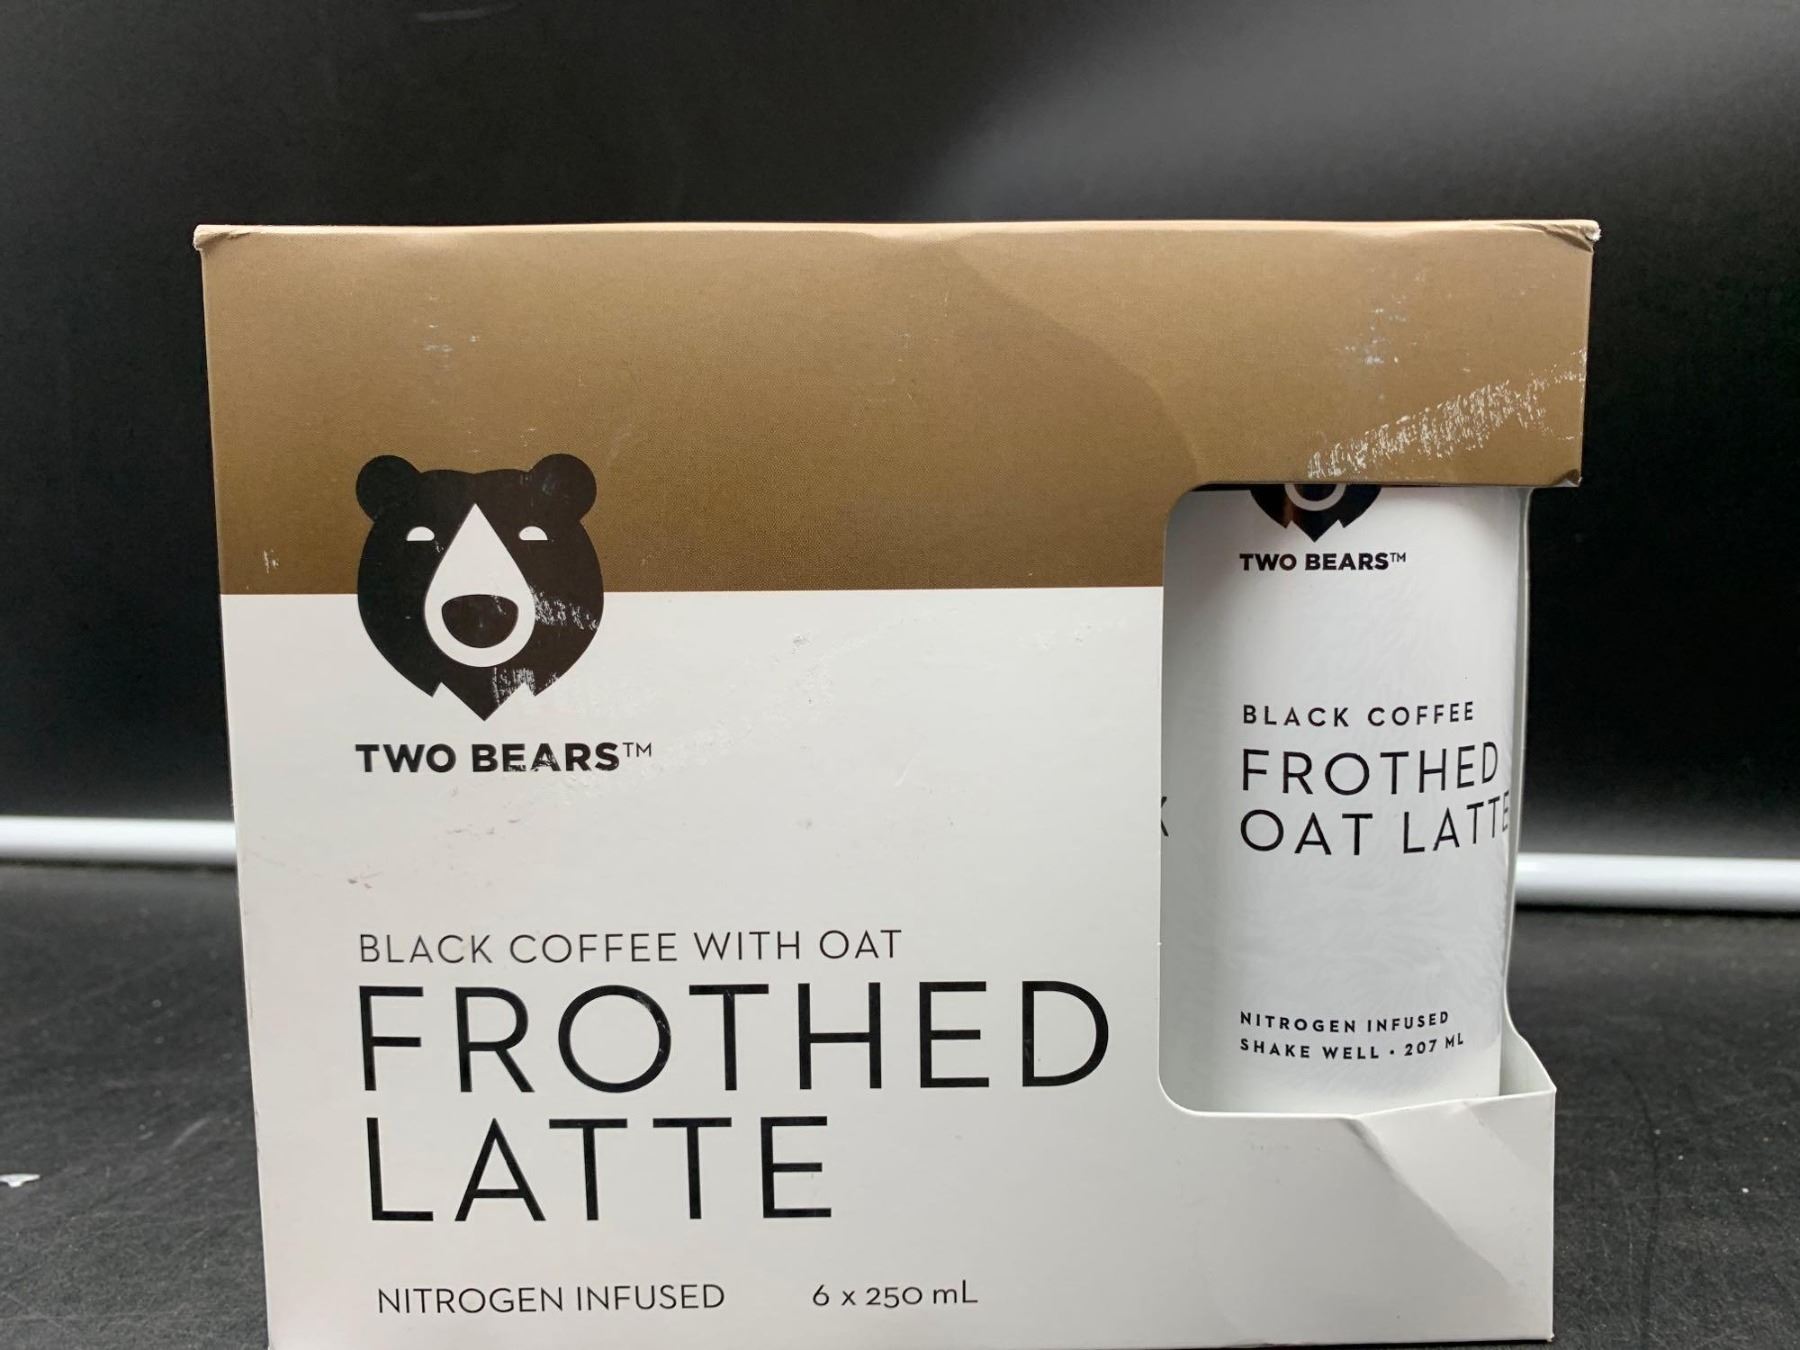 TWO BEARS™
BLACK COFFEE WITH OAT
FROTHED
LATTE
NITROGEN INFUSED 6 x 250 mL
TWO BEARS™
BLACK COFFEE
FROTHED
OAT LATTE
NITROGEN INFUSED
SHAKE WELL • 207 ML